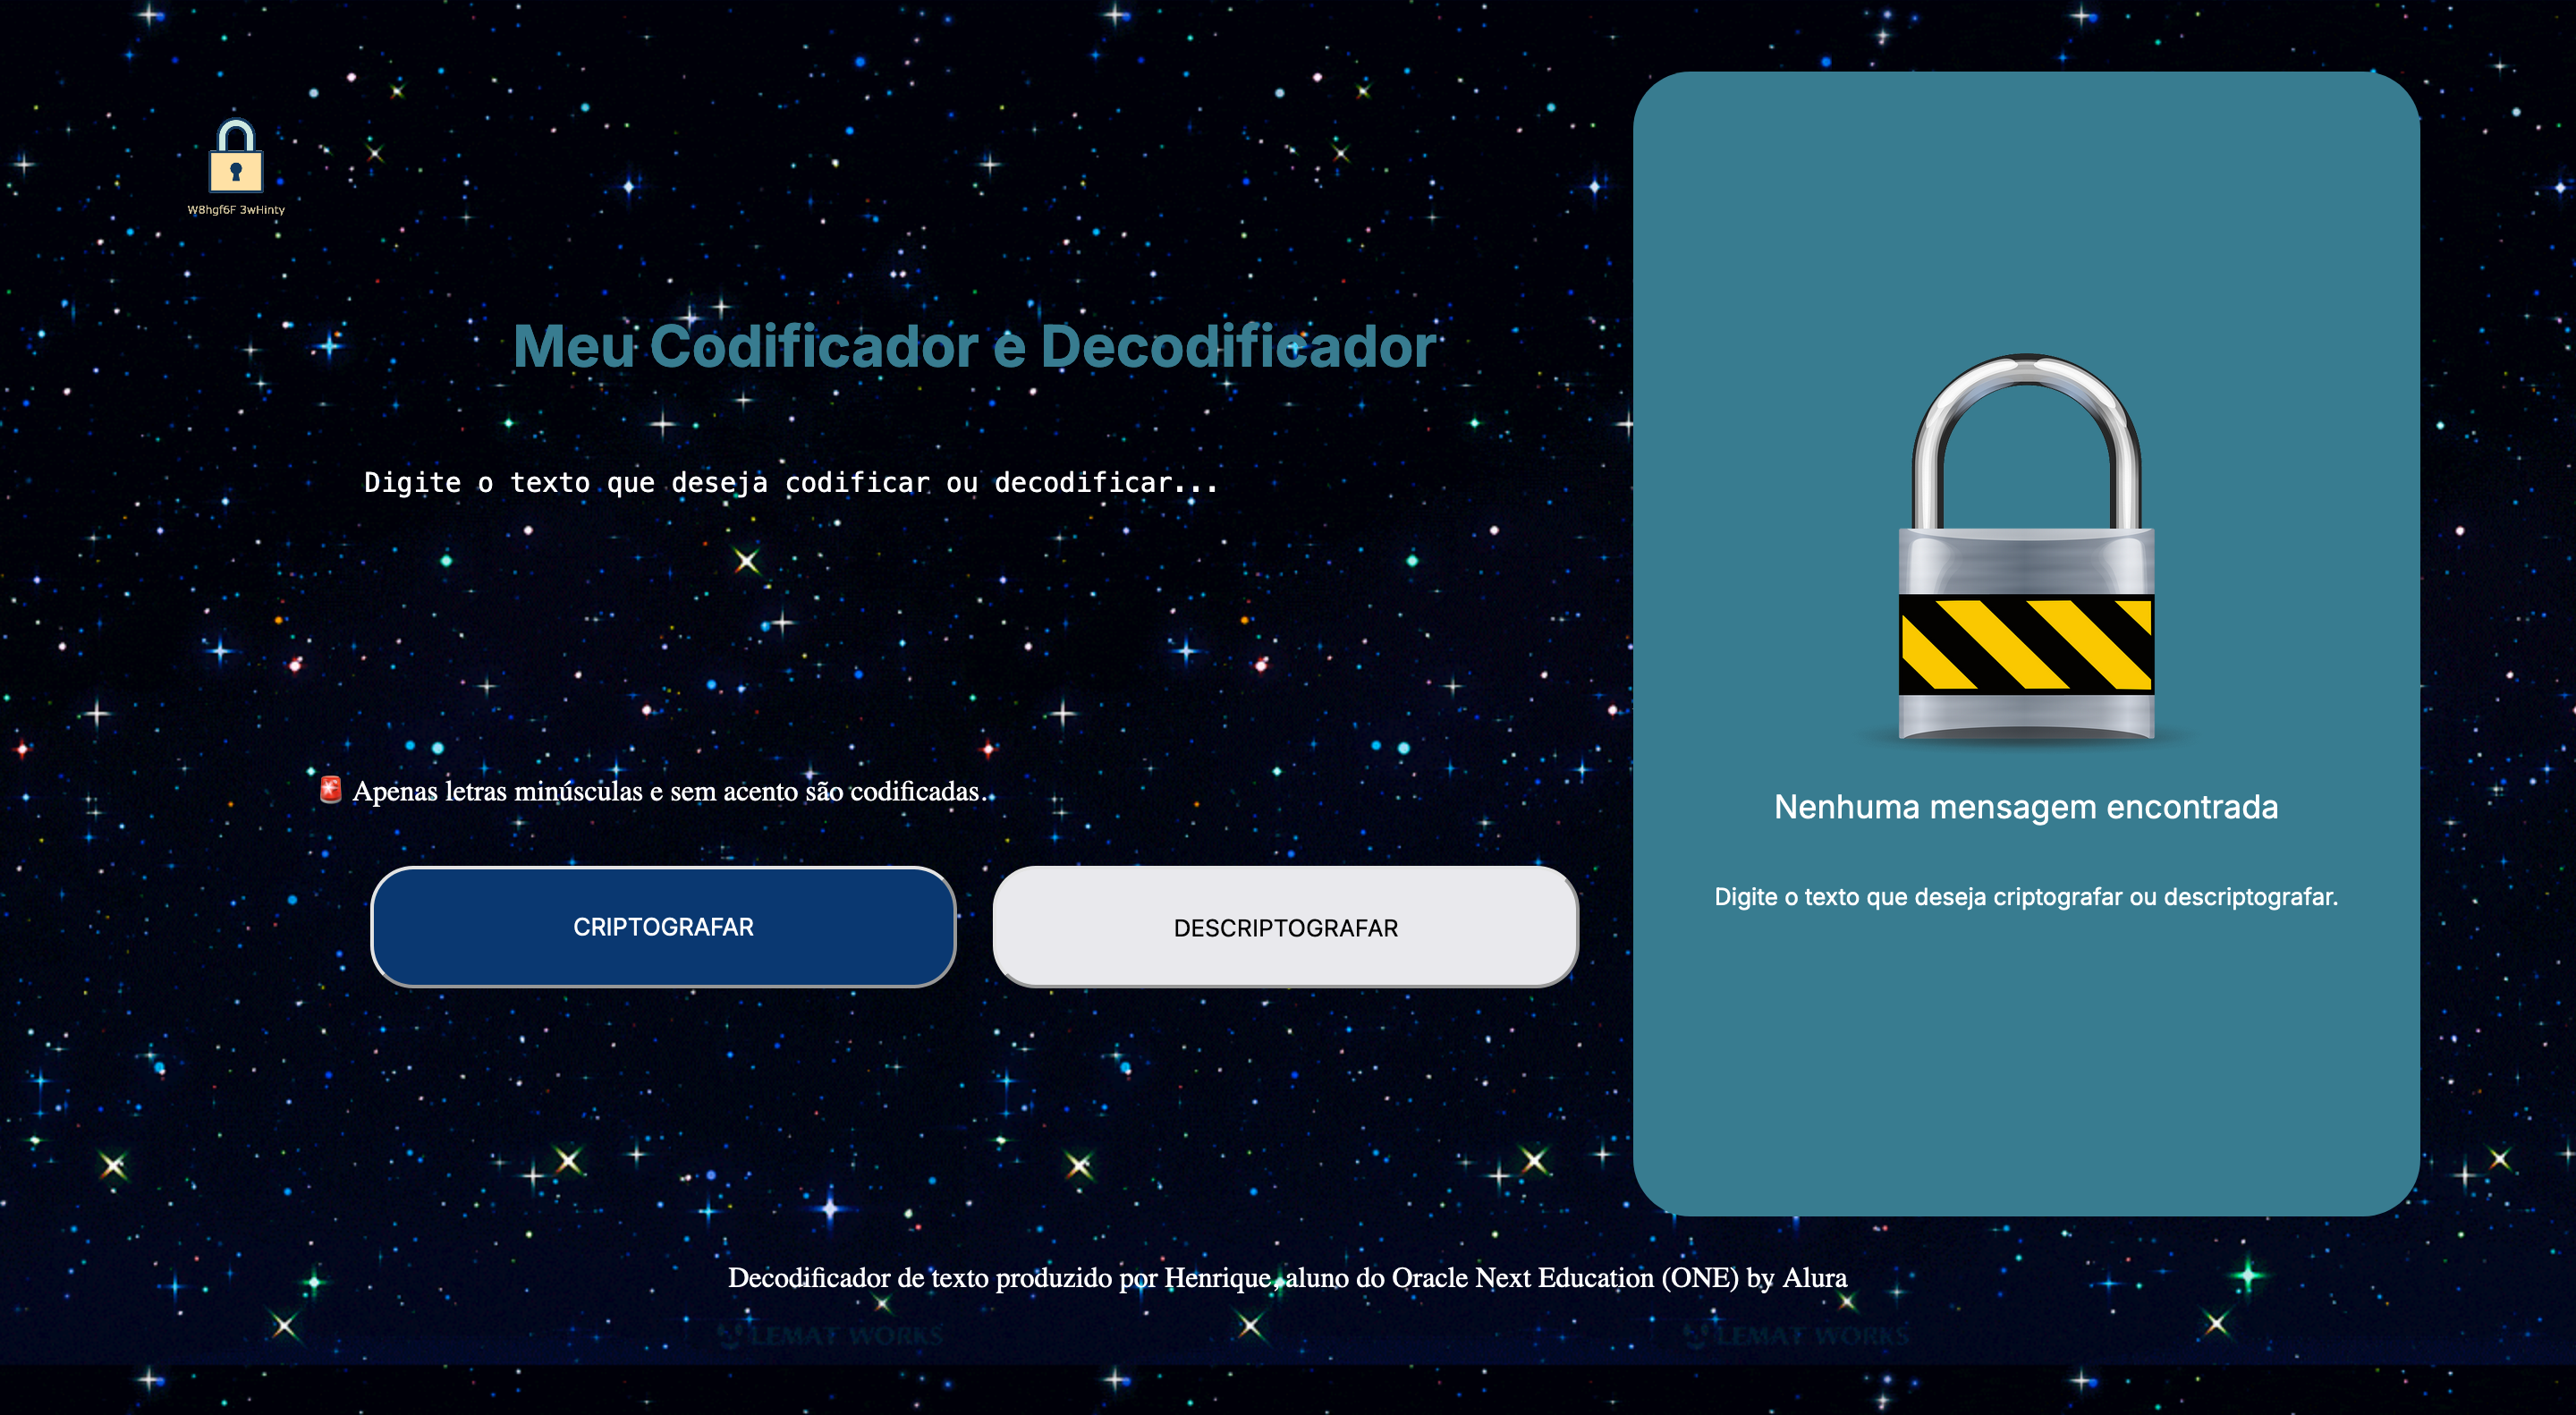 W8hgf6F 3wHinty
Meu Codificador e Decodificador
Digite o texto que deseja codificar ou decodificar...
Apenas letras minúsculas e sem acento são codificadas.
CRIPTOGRAFAR
DESCRIPTOGRAFAR
Nenhuma mensagem encontrada
Digite o texto que deseja criptografar ou descriptografar.
Decodificador de texto produzido por Henrique, aluno do Oracle Next Education (ONE) by Alura
LEMAT WORKS
LEMAT WORKS